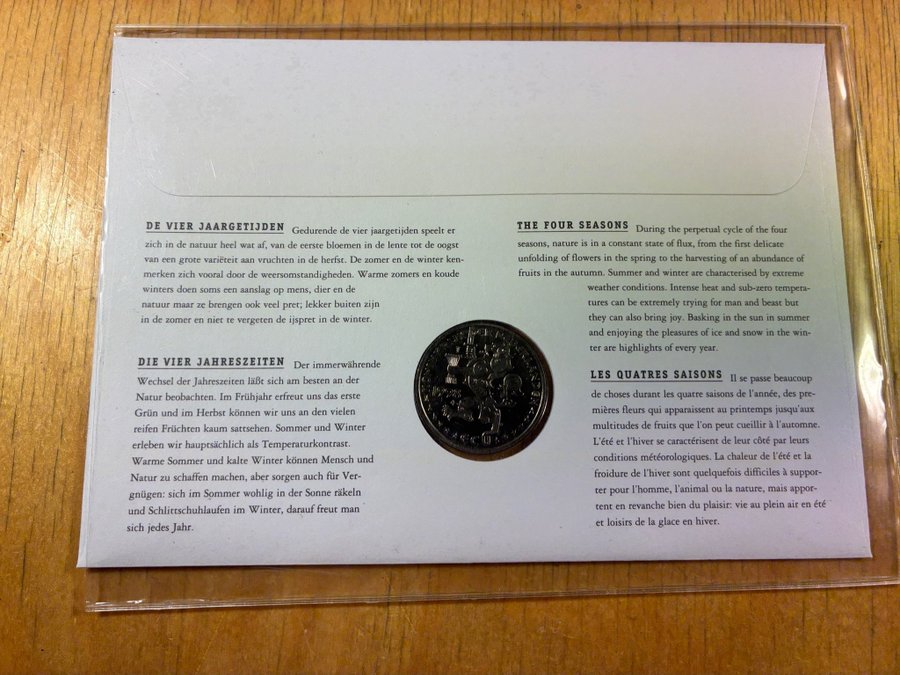 DE VIER JAARGETIJDEN Gedurende de vier jaargetijden speelt er
zich in de natuur heel wat af, van de eerste bloemen in de lente tot de oogst
van een grote variëteit aan vruchten in de herfst. De zomer en de winter ken-
merken zich vooral door de weersomstandigheden. Warme zomers en koude
winters doen soms een aanslag op mens, dier en de
natuur maar ze brengen ook veel pret; lekker buiten zijn
in de zomer en niet te vergeten de ijspret in de winter.
DIE VIER JAHRESZEITEN Der immerwährende
Wechsel der Jahreszeiten läßt sich am besten an der
Natur beobachten. Im Frühjahr erfreut uns das erste
Grün und im Herbst können wir uns an den vielen
reifen Früchten kaum sattsehen. Sommer und Winter
erleben wir hauptsächlich als Temperaturkontrast.
Warme Sommer und kalte Winter können Mensch und
Natur zu schaffen machen, aber sorgen auch für Ver-
gnügen: sich im Sommer wohlig in der Sonne räkeln
und Schlittschuhlaufen im Winter, darauf freut man
sich jedes Jahr.
THE FOUR SEASONS During the perpetual cycle of the four
seasons, nature is in a constant state of flux, from the first delicate
unfolding of flowers in the spring to the harvesting of an abundance of
fruits in the autumn. Summer and winter are characterised by extreme
weather conditions. Intense heat and sub-zero tempera-
tures can be extremely trying for man and beast but
they can also bring joy. Basking in the sun in summer
and enjoying the pleasures of ice and snow in the win-
ter are highlights of every year.
LES QUATRES SAISONS Il se passe beaucoup
de choses durant les quatre saisons de l'année, des pre-
mières fleurs qui apparaissent au printemps jusqu'aux
multitudes de fruits que l'on peut cueillir à l'automne.
L'été et l'hiver se caractérisent de leur côté par leurs
conditions météorologiques. La chaleur de l'été et la
froidure de l'hiver sont quelquefois difficiles à suppor-
ter pour l'homme, l'animal ou la nature, mais appor-
tent en revanche bien du plaisir: vie au plein air en été
et loisirs de la glace en hiver.